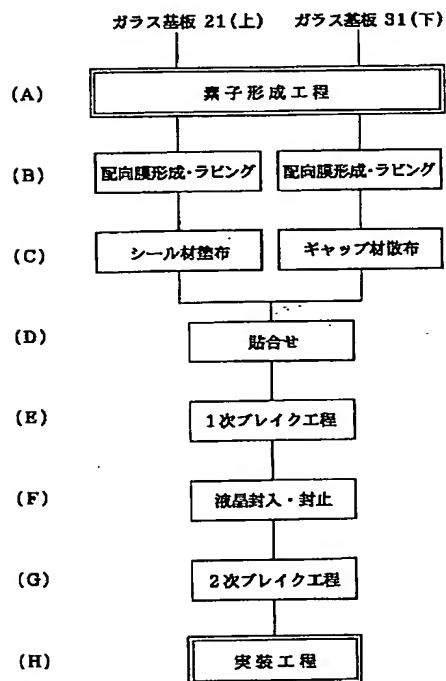 ガラス基板 21(上) ガラス基板 31(下)
(A) 素子形成工程
(B) 配向膜形成・ラビング 配向膜形成・ラビング
(C) シール材塗布 ギャップ材散布
(D) 貼合せ
(E) 1次ブレイク工程
(F) 液晶封入・封止
(G) 2次ブレイク工程
(H) 実装工程